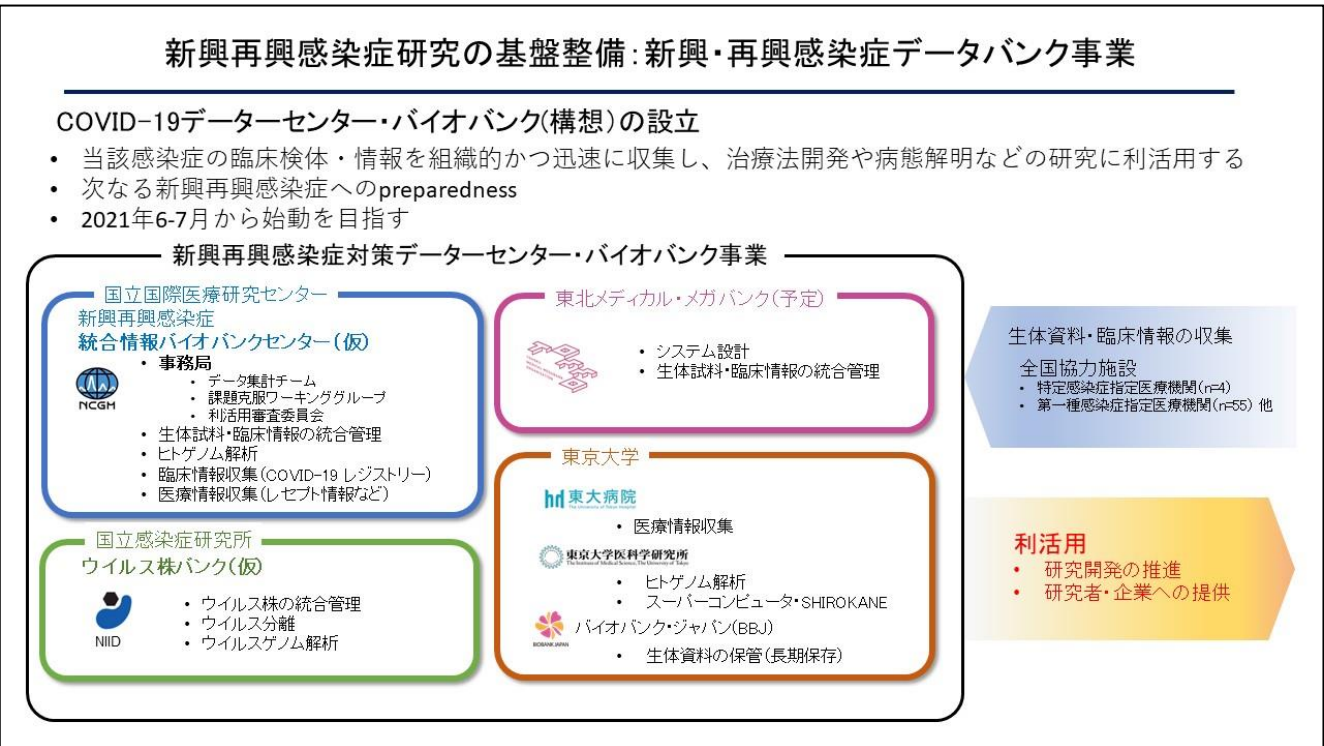 新興再興感染症研究の基盤整備：新興・再興感染症データバンク事業
COVID-19データーセンター・バイオバンク(構想)の設立
• 当該感染症の臨床検体・情報を組織的かつ迅速に収集し、治療法開発や病態解明などの研究に利活用する
• 次なる新興再興感染症へのpreparedness
• 2021年6-7月から始動を目指す
新興再興感染症対策データーセンター・バイオバンク事業
国立国際医療研究センター
新興再興感染症
統合情報バイオバンクセンター(仮)
NCGM
• 事務局
• データ集計チーム
• 課題克服ワーキンググループ
• 利活用審査委員会
• 生体試料・臨床情報の統合管理
• ヒトゲノム解析
• 臨床情報収集(COVID-19 レジストリー)
• 医療情報収集(レセプト情報など)
国立感染症研究所
ウイルス株バンク(仮)
NIID
• ウイルス株の統合管理
• ウイルス分離
• ウイルスゲノム解析
東北メディカル・メガバンク(予定)
• システム設計
• 生体試料・臨床情報の統合管理
東京大学
東大病院
The University of Tokyo Hospital
• 医療情報収集
東京大学医科学研究所
The Institute of Medical Science, The University of Tokyo
• ヒトゲノム解析
• スーパーコンピュータ・SHIROKANE
BIOBANK JAPAN
バイオバンク・ジャパン(BBJ)
• 生体資料の保管(長期保存)
生体資料・臨床情報の収集
全国協力施設
• 特定感染症指定医療機関(n=4)
• 第一種感染症指定医療機関(n=55) 他
利活用
• 研究開発の推進
• 研究者・企業への提供